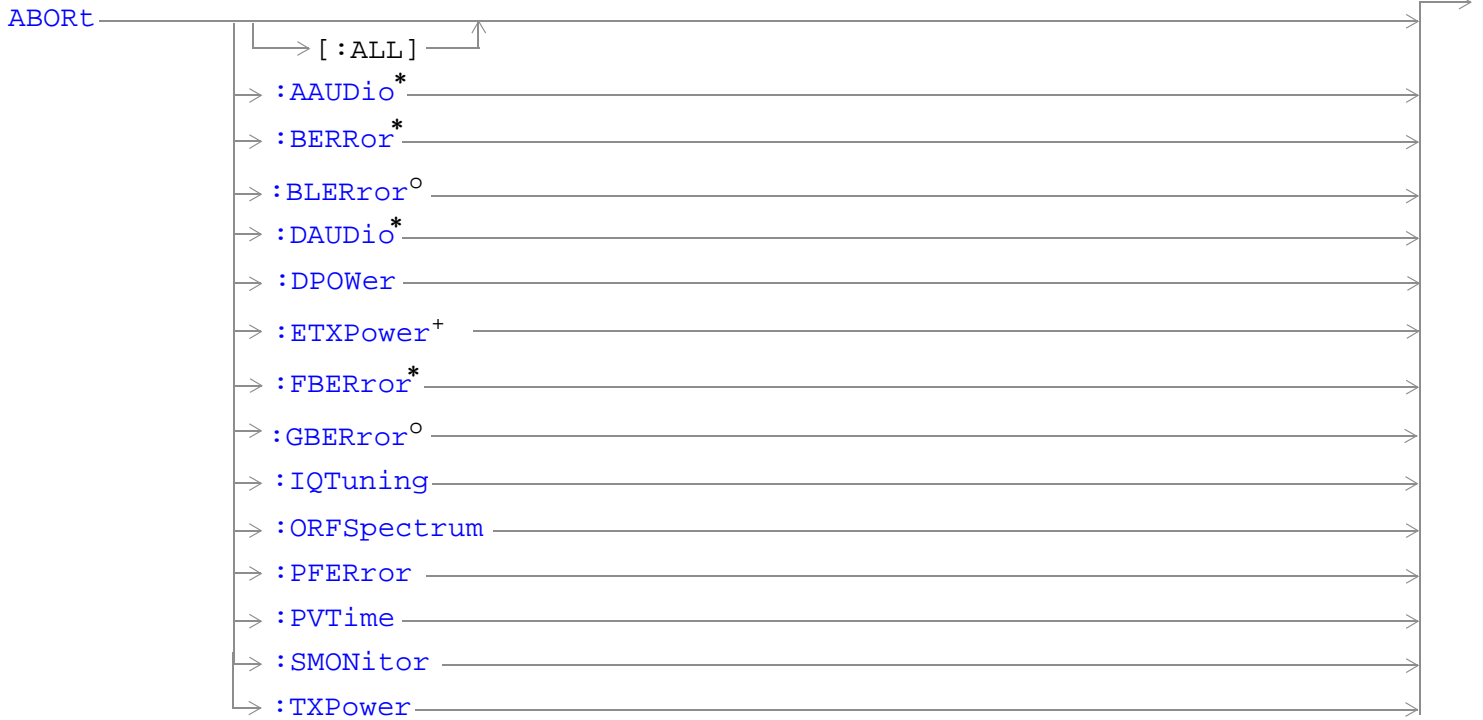 ABORt
[:ALL]
:AAUDio*
:BERRor*
:BLERror°
:DAUDio*
:DPOWer
:ETXPower+
:FBERror*
:GBERror°
:IQTuning
:ORFSpectrum
:PFERror
:PVTime
:SMONitor
:TXPower